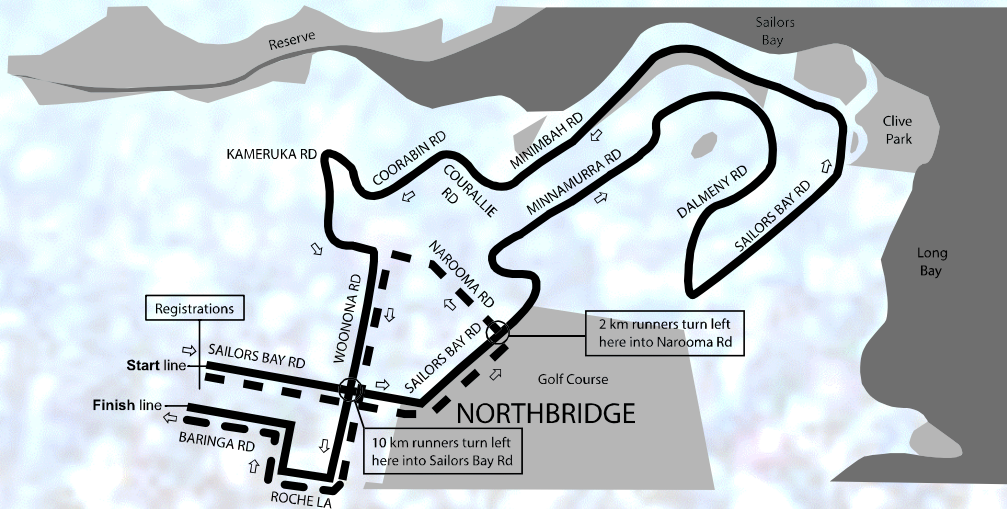 Sailors
Bay
Reserve
Clive
Park
KAMERUKA RD
COORABIN RD
COURALLIE
RD
MINIMBAH RD
MINNAMURRA RD
DALMENY RD
SAILORS BAY RD
Long
Bay
NAROOMA RD
WOONONA RD
Registrations
2 km runners turn left
here into Narooma Rd
SAILORS BAY RD
SAILORS BAY RD
Start line
Golf Course
Finish line
NORTHBRIDGE
BARINGA RD
10 km runners turn left
here into Sailors Bay Rd
ROCHE LA